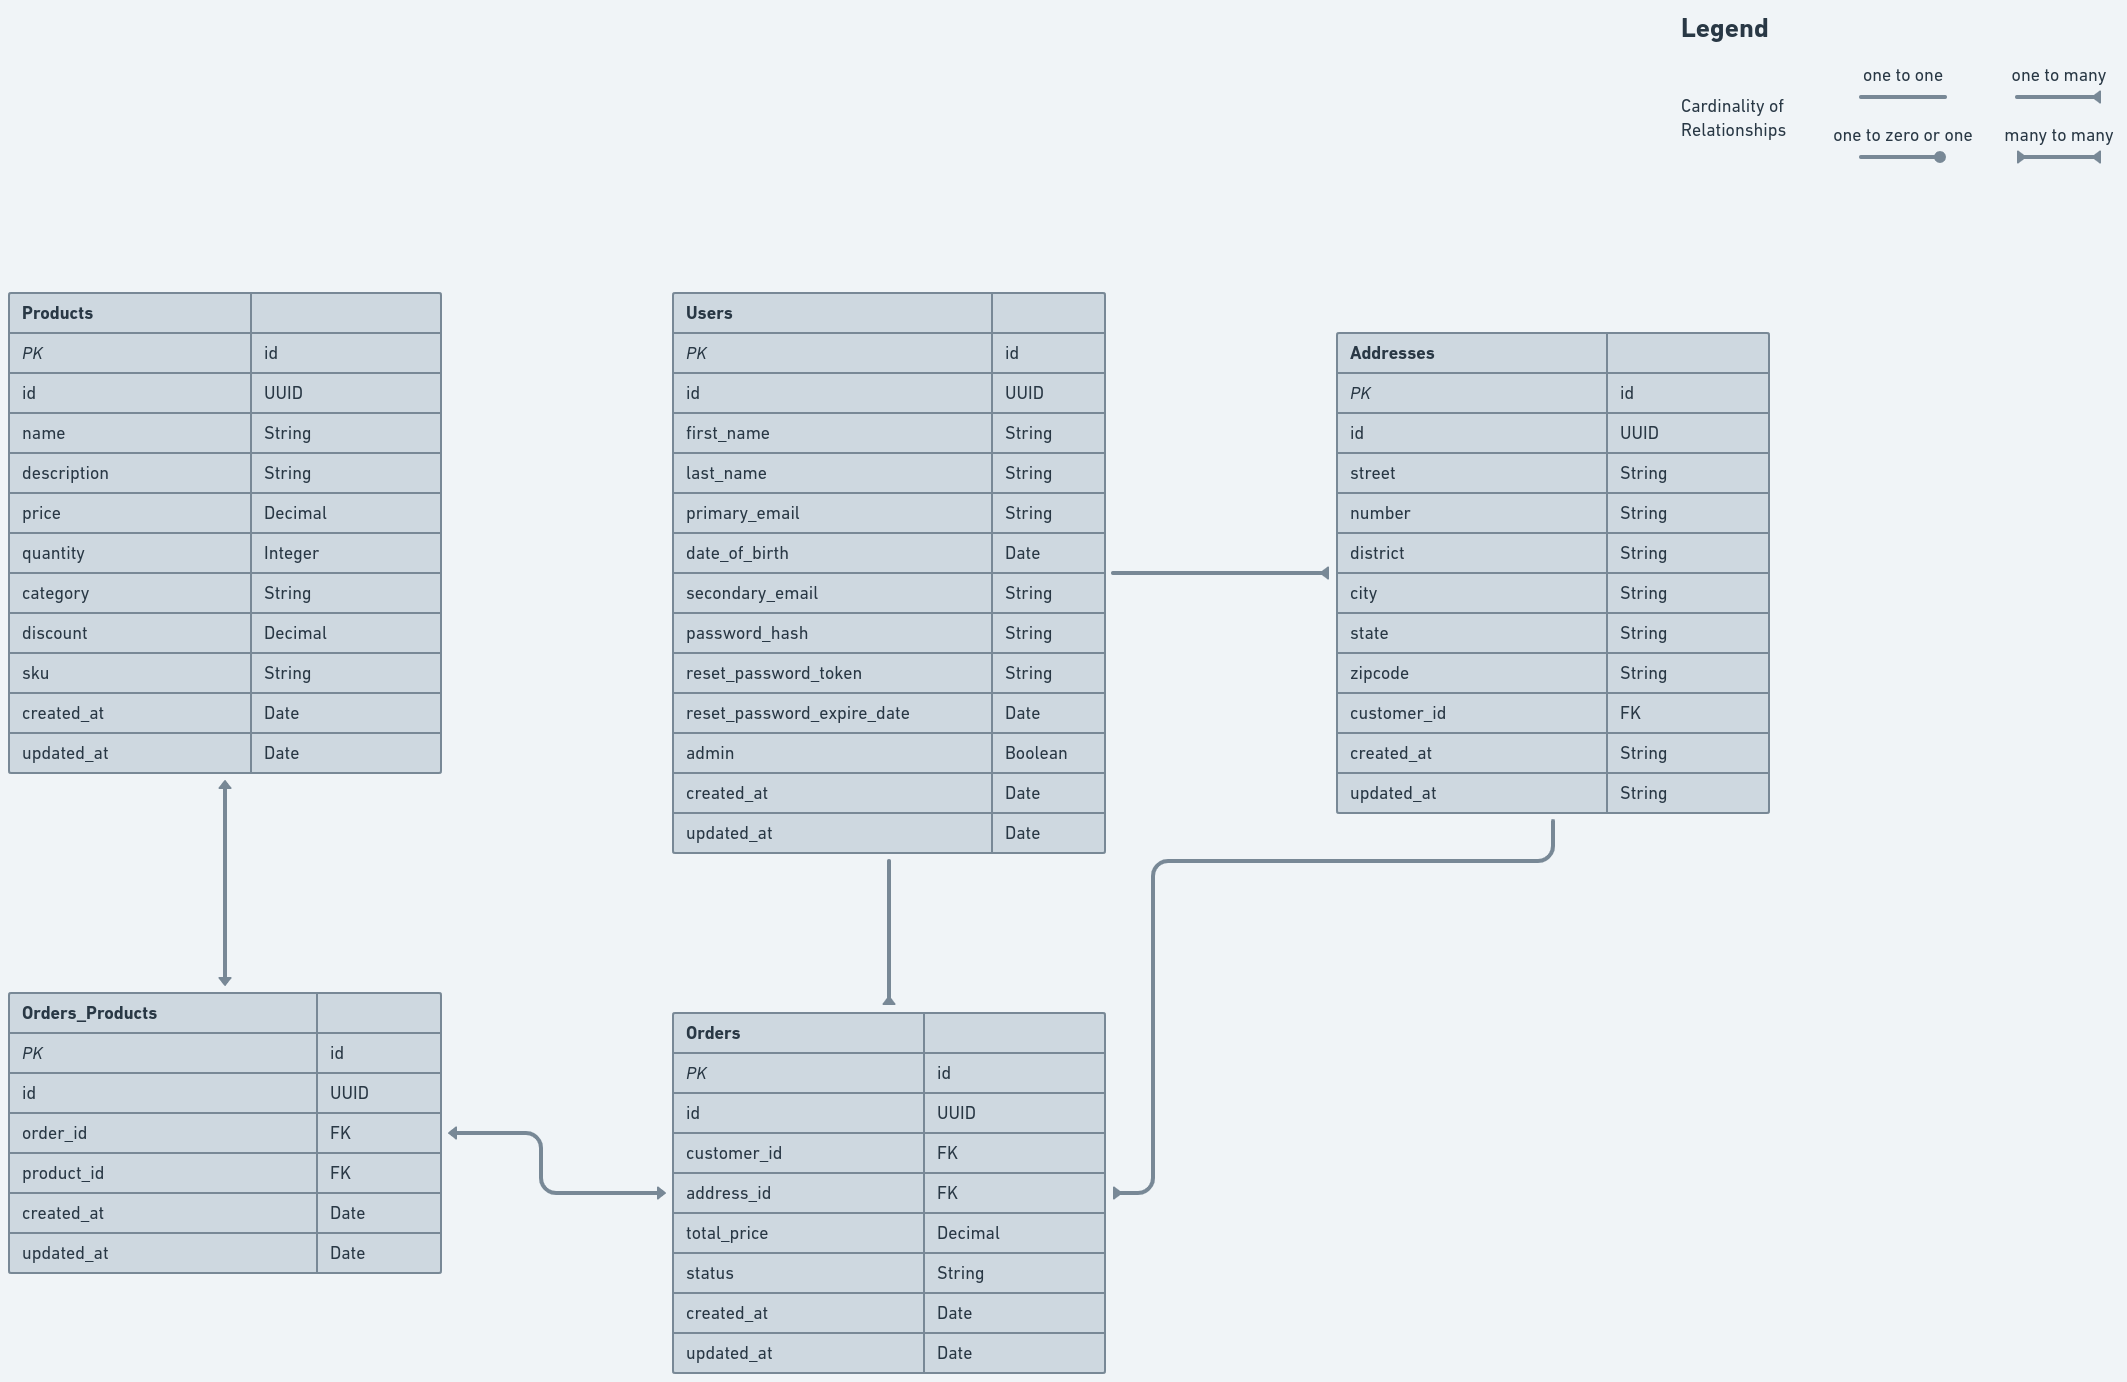 Legend
Cardinality of
Relationships
one to one
one to many
one to zero or one
many to many
Products
PK id
id UUID
name String
description String
price Decimal
quantity Integer
category String
discount Decimal
sku String
created_at Date
updated_at Date
Users
PK id
id UUID
first_name String
last_name String
primary_email String
date_of_birth Date
secondary_email String
password_hash String
reset_password_token String
reset_password_expire_date Date
admin Boolean
created_at Date
updated_at Date
Addresses
PK id
id UUID
street String
number String
district String
city String
state String
zipcode String
customer_id FK
created_at String
updated_at String
Orders_Products
PK id
id UUID
order_id FK
product_id FK
created_at Date
updated_at Date
Orders
PK id
id UUID
customer_id FK
address_id FK
total_price Decimal
status String
created_at Date
updated_at Date